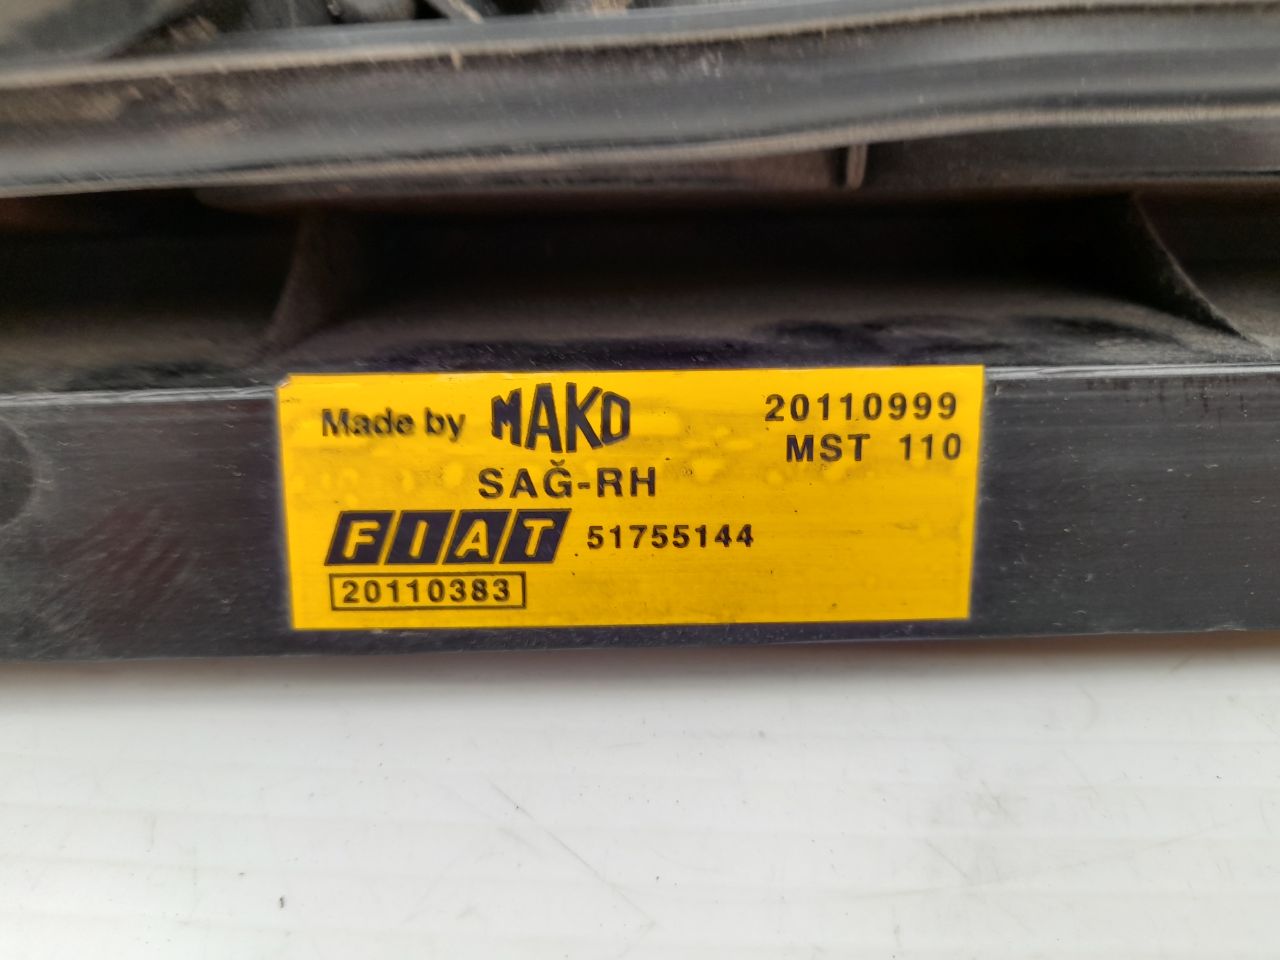 Made by MAKO 20110999
MST 110
SAĞ-RH
FIAT 51755144
20110383